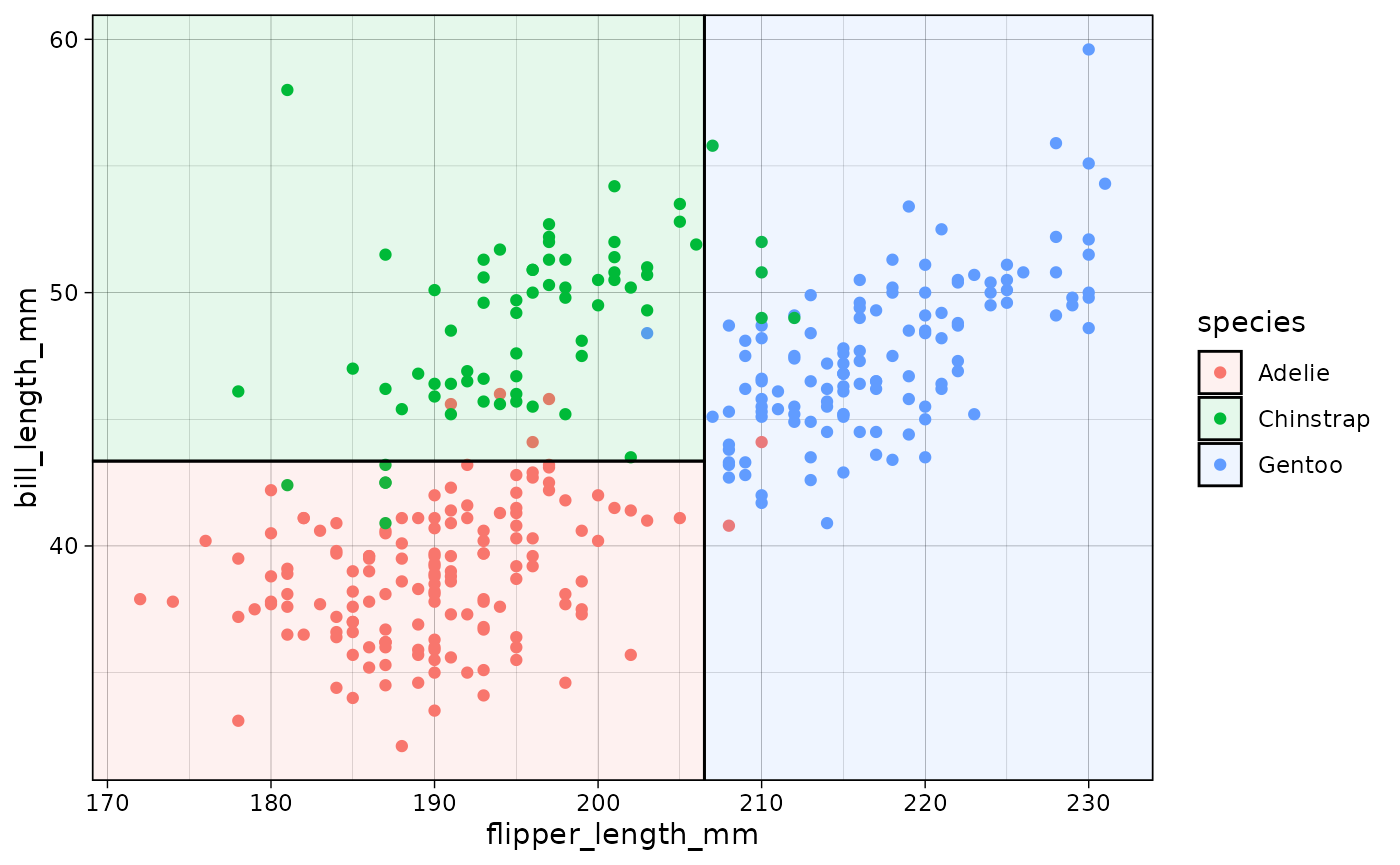 60
50
40
bill_length_mm
170 180 190 200 210 220 230
flipper_length_mm
species
Adelie
Chinstrap
Gentoo